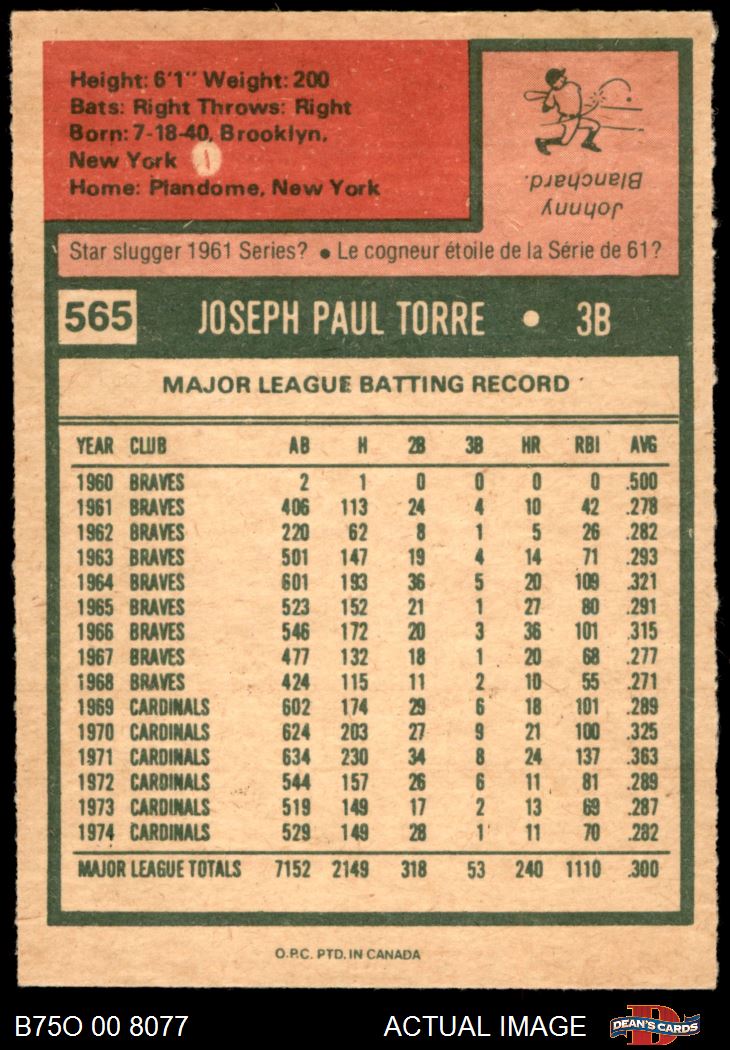 Height: 6'1" Weight: 200
Bats: Right Throws: Right
Born: 7-18-40, Brooklyn,
New York
Home: Plandome, New York
Johnny
Blanchard.
Star slugger 1961 Series? ● Le cogneur étoile de la Série de 61?
565 JOSEPH PAUL TORRE ● 3B
MAJOR LEAGUE BATTING RECORD
YEAR CLUB AB H 2B 3B HR RBI AVG
1960 BRAVES 2 1 0 0 0 0 .500
1961 BRAVES 406 113 24 4 10 42 .278
1962 BRAVES 220 62 8 1 5 26 .282
1963 BRAVES 501 147 19 4 14 71 .293
1964 BRAVES 601 193 36 5 20 109 .321
1965 BRAVES 523 152 21 1 27 80 .291
1966 BRAVES 546 172 20 3 36 101 .315
1967 BRAVES 477 132 18 1 20 68 .277
1968 BRAVES 424 115 11 2 10 55 .271
1969 CARDINALS 602 174 29 6 18 101 .289
1970 CARDINALS 624 203 27 9 21 100 .325
1971 CARDINALS 634 230 34 8 24 137 .363
1972 CARDINALS 544 157 26 6 11 81 .289
1973 CARDINALS 519 149 17 2 13 69 .287
1974 CARDINALS 529 149 28 1 11 70 .282
MAJOR LEAGUE TOTALS 7152 2149 318 53 240 1110 .300
O.P.C. PTD. IN CANADA
B75O 00 8077 ACTUAL IMAGE D DEAN'S CARDS